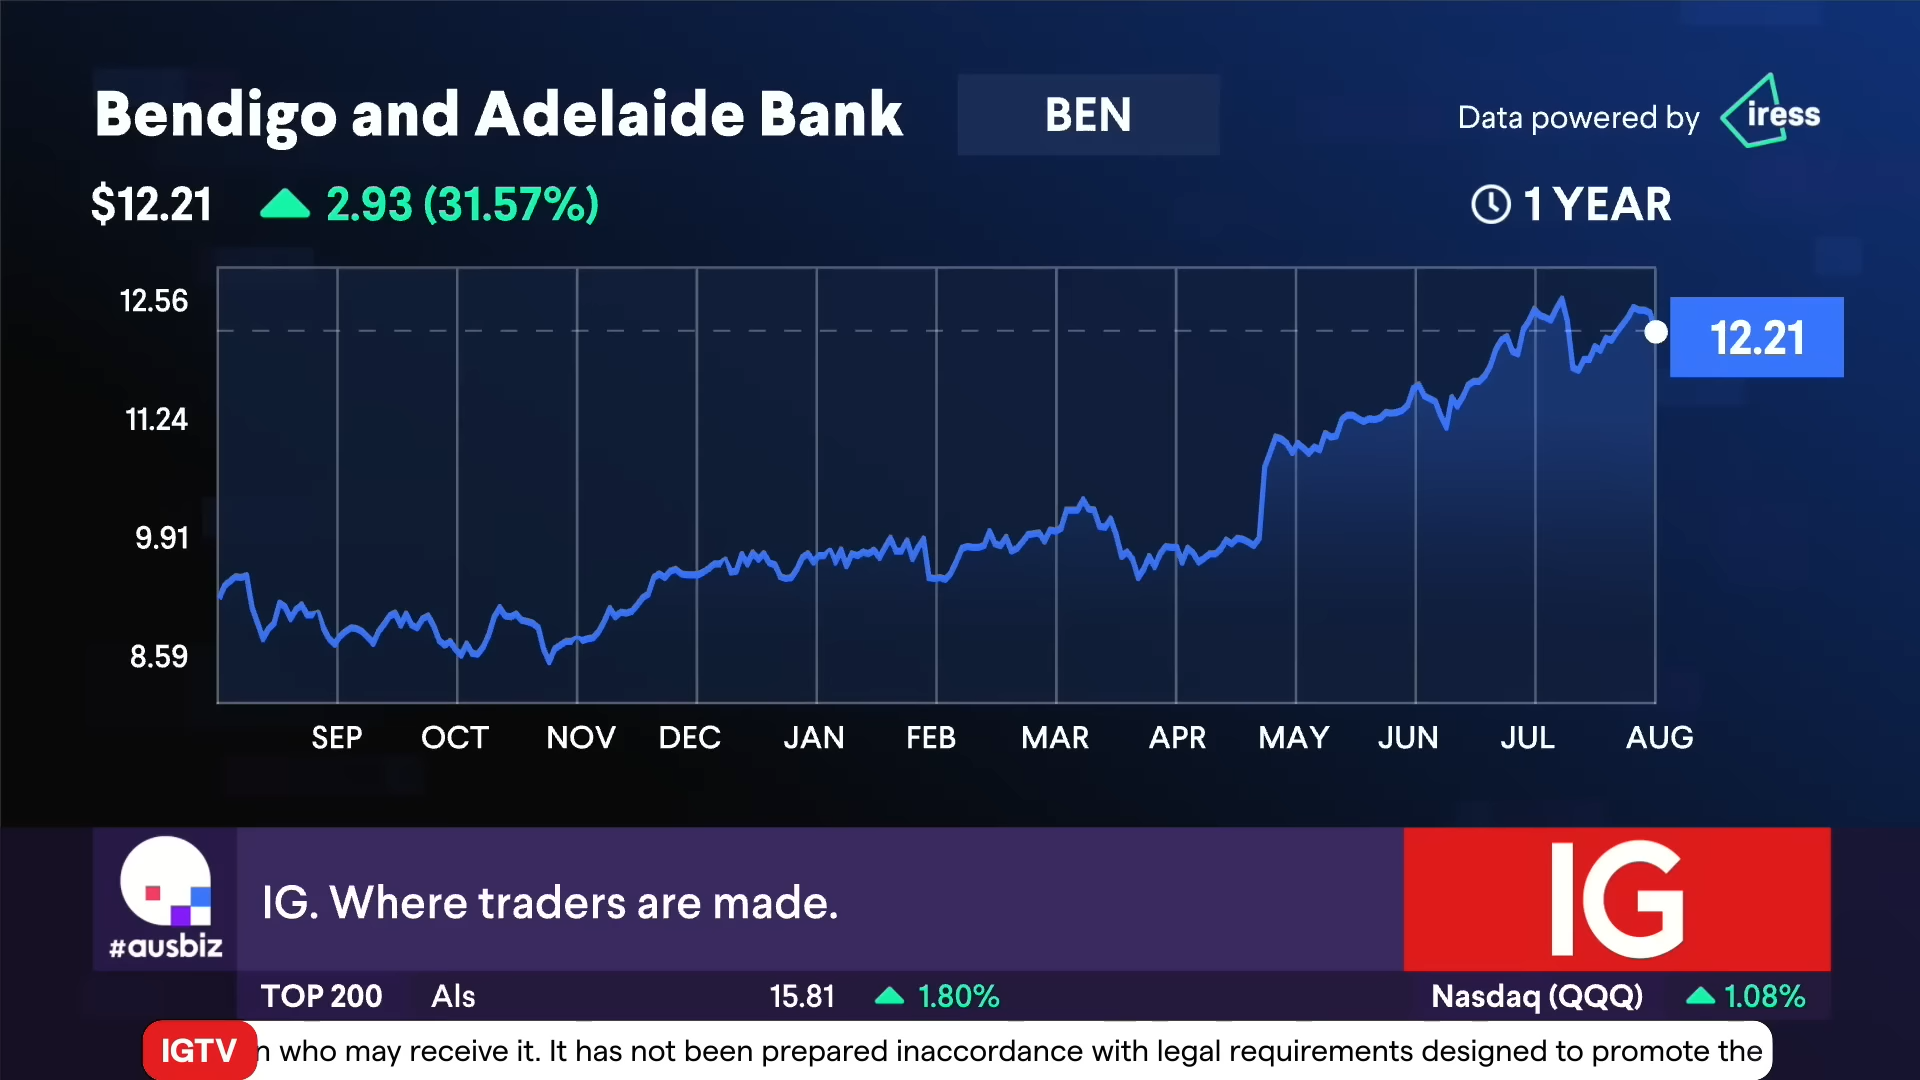 Bendigo and Adelaide Bank BEN Data powered by iress
$12.21 2.93 (31.57%) 1 YEAR
12.56
12.21
11.24
9.91
8.59
SEP OCT NOV DEC JAN FEB MAR APR MAY JUN JUL AUG
IG. Where traders are made. IG
#ausbiz
TOP 200 Als 15.81 1.80% Nasdaq (QQQ) 1.08%
IGTV who may receive it. It has not been prepared inaccordance with legal requirements designed to promote the